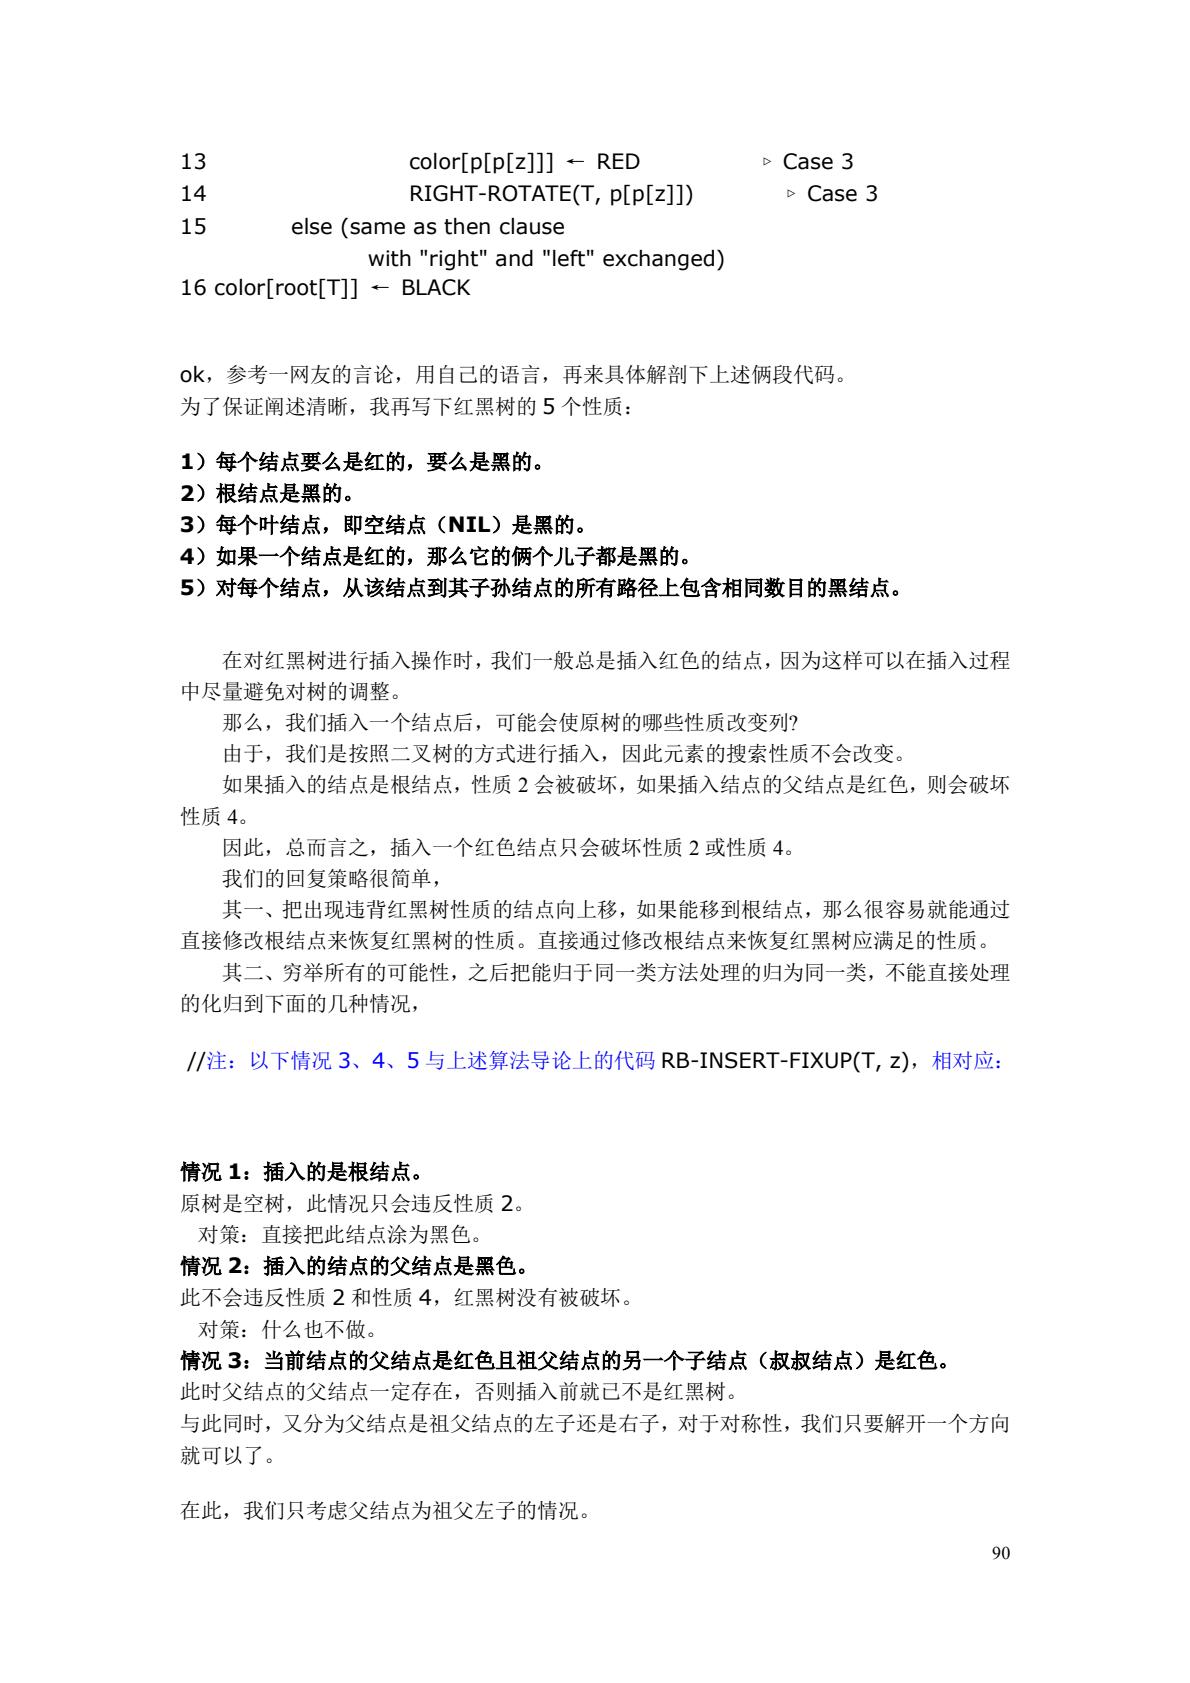 13 color[p[p[z]]] ← RED ▹ Case 3
14 RIGHT-ROTATE(T, p[p[z]]) ▹ Case 3
15 else (same as then clause
with "right" and "left" exchanged)
16 color[root[T]] ← BLACK
ok，参考一网友的言论，用自己的语言，再来具体解剖下上述俩段代码。
为了保证阐述清晰，我再写下红黑树的 5 个性质：
1）每个结点要么是红的，要么是黑的。
2）根结点是黑的。
3）每个叶结点，即空结点（NIL）是黑的。
4）如果一个结点是红的，那么它的俩个儿子都是黑的。
5）对每个结点，从该结点到其子孙结点的所有路径上包含相同数目的黑结点。
在对红黑树进行插入操作时，我们一般总是插入红色的结点，因为这样可以在插入过程
中尽量避免对树的调整。
那么，我们插入一个结点后，可能会使原树的哪些性质改变列?
由于，我们是按照二叉树的方式进行插入，因此元素的搜索性质不会改变。
如果插入的结点是根结点，性质 2 会被破坏，如果插入结点的父结点是红色，则会破坏
性质 4。
因此，总而言之，插入一个红色结点只会破坏性质 2 或性质 4。
我们的回复策略很简单，
其一、把出现违背红黑树性质的结点向上移，如果能移到根结点，那么很容易就能通过
直接修改根结点来恢复红黑树的性质。直接通过修改根结点来恢复红黑树应满足的性质。
其二、穷举所有的可能性，之后把能归于同一类方法处理的归为同一类，不能直接处理
的化归到下面的几种情况，
//注：以下情况 3、4、5 与上述算法导论上的代码 RB-INSERT-FIXUP(T, z)，相对应：
情况 1：插入的是根结点。
原树是空树，此情况只会违反性质 2。
对策：直接把此结点涂为黑色。
情况 2：插入的结点的父结点是黑色。
此不会违反性质 2 和性质 4，红黑树没有被破坏。
对策：什么也不做。
情况 3：当前结点的父结点是红色且祖父结点的另一个子结点（叔叔结点）是红色。
此时父结点的父结点一定存在，否则插入前就已不是红黑树。
与此同时，又分为父结点是祖父结点的左子还是右子，对于对称性，我们只要解开一个方向
就可以了。
在此，我们只考虑父结点为祖父左子的情况。
90